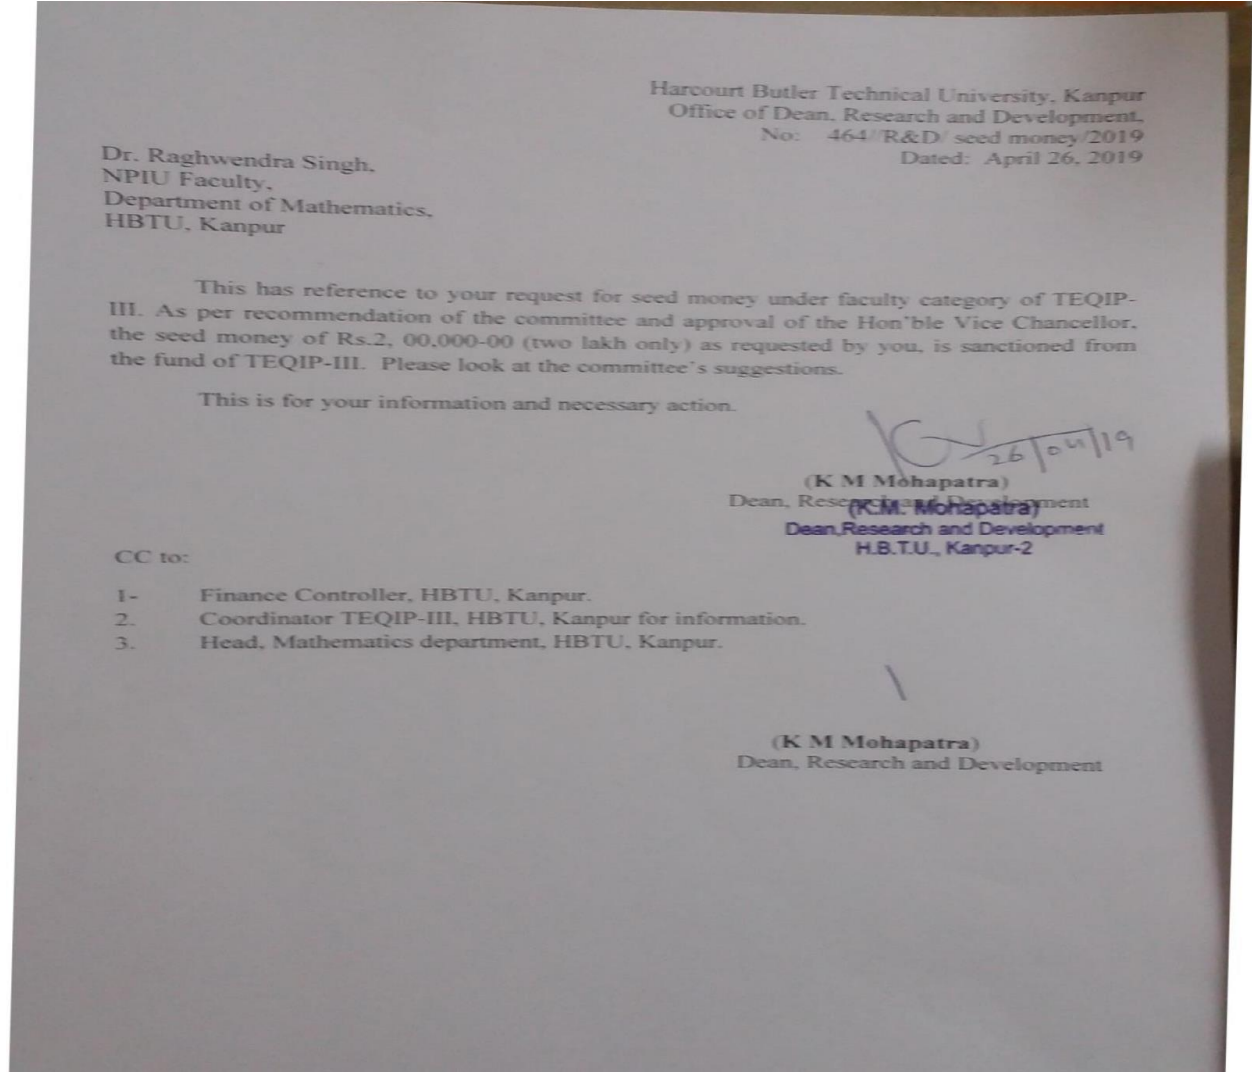 Harcourt Butler Technical University, Kanpur
Office of Dean, Research and Development,
No: 464//R&D/ seed money/2019
Dated: April 26, 2019
Dr. Raghwendra Singh,
NPIU Faculty,
Department of Mathematics,
HBTU, Kanpur
This has reference to your request for seed money under faculty category of TEQIP-
III. As per recommendation of the committee and approval of the Hon'ble Vice Chancellor,
the seed money of Rs.2, 00,000-00 (two lakh only) as requested by you, is sanctioned from
the fund of TEQIP-III. Please look at the committee's suggestions.
This is for your information and necessary action.
26/04/19
(K M Mohapatra)
Dean, Research and Development
(K.M. Mohapatra)
Dean,Research and Development
H.B.T.U., Kanpur-2
CC to:
1- Finance Controller, HBTU, Kanpur.
2. Coordinator TEQIP-III, HBTU, Kanpur for information.
3. Head, Mathematics department, HBTU, Kanpur.
(K M Mohapatra)
Dean, Research and Development